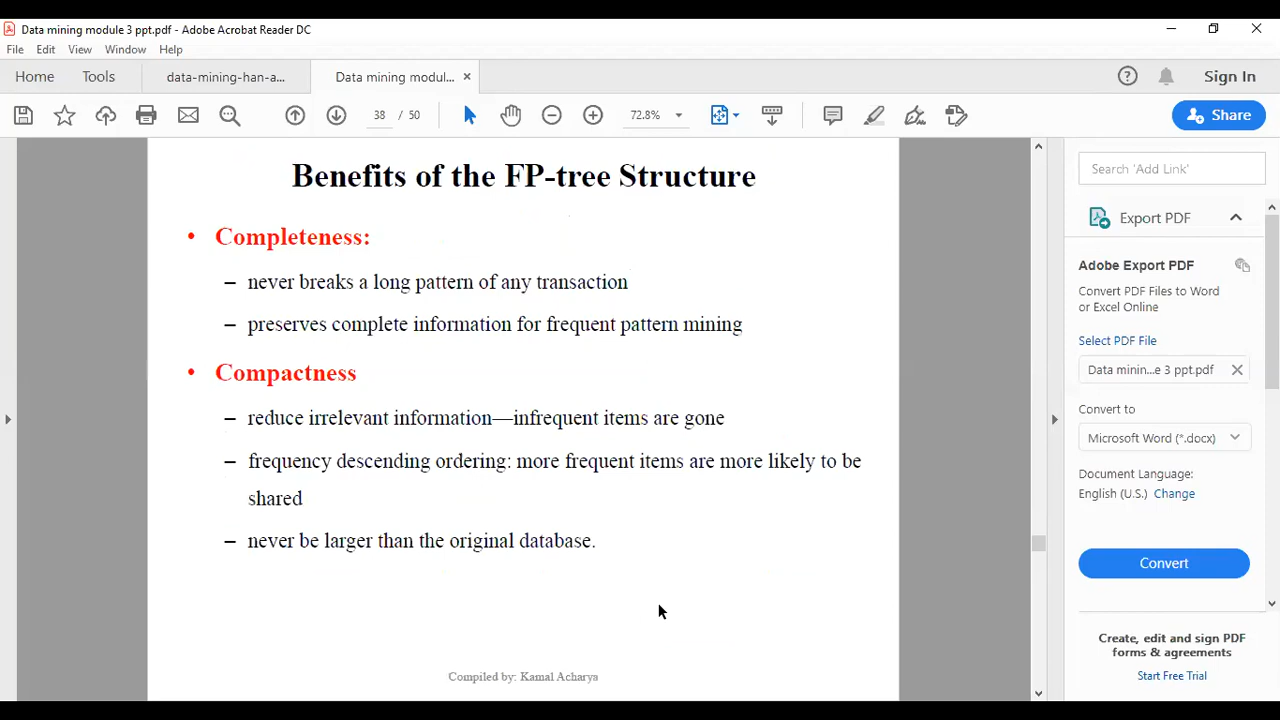 Data mining module 3 ppt.pdf - Adobe Acrobat Reader DC
File Edit View Window Help
Home Tools data-mining-han-a... Data mining modul... ×
38 / 50 72.8% Share
Sign In
Benefits of the FP-tree Structure
• Completeness:
– never breaks a long pattern of any transaction
– preserves complete information for frequent pattern mining
• Compactness
– reduce irrelevant information—infrequent items are gone
– frequency descending ordering: more frequent items are more likely to be
shared
– never be larger than the original database.
Compiled by: Kamal Acharya
Search 'Add Link'
Export PDF
Adobe Export PDF
Convert PDF Files to Word
or Excel Online
Select PDF File
Data minin...e 3 ppt.pdf
Convert to
Microsoft Word (*.docx)
Document Language:
English (U.S.) Change
Convert
Create, edit and sign PDF
forms & agreements
Start Free Trial